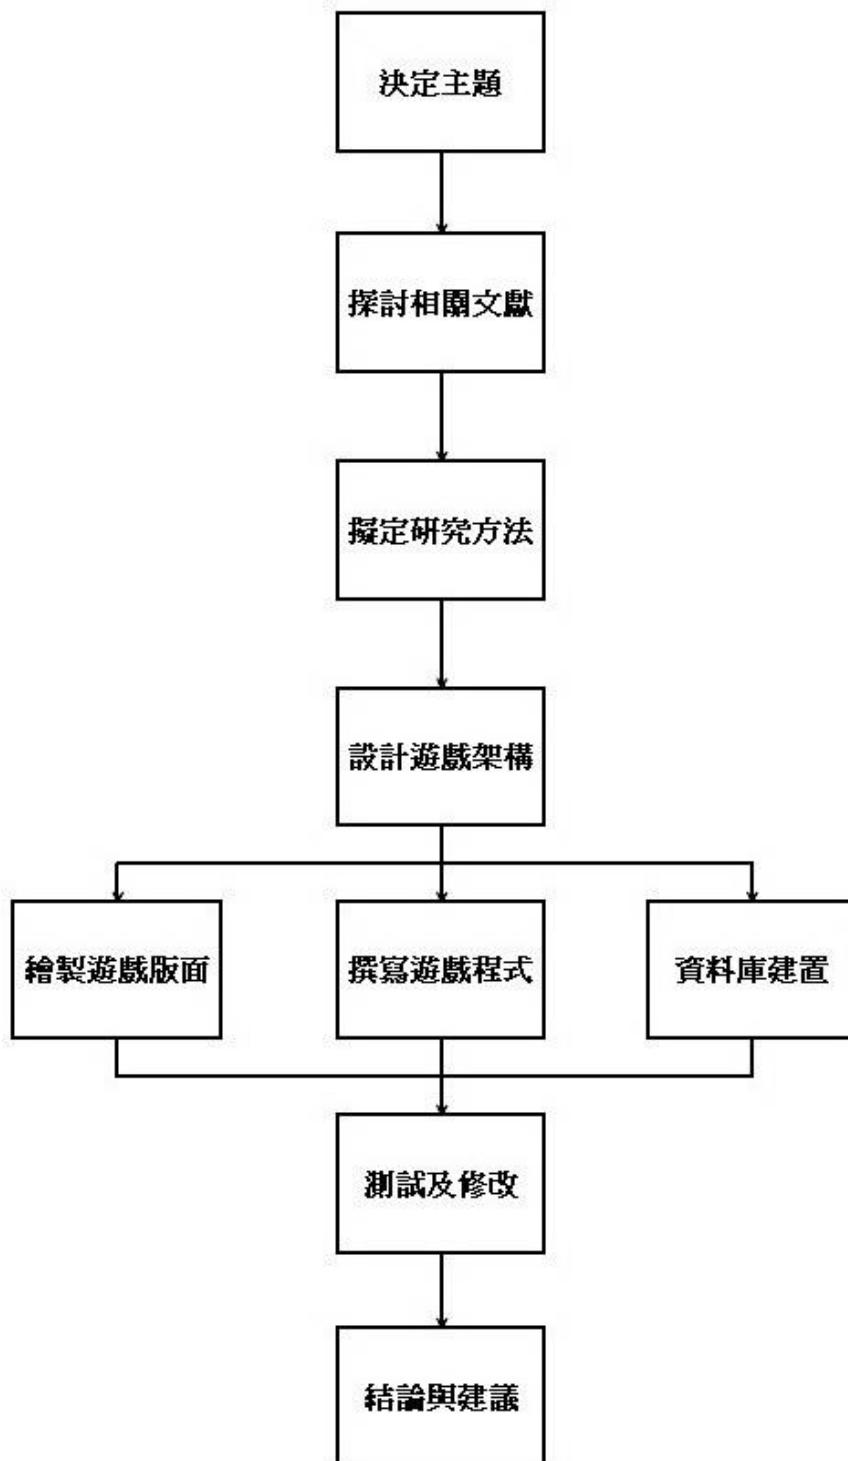 決定主題
探討相關文獻
擬定研究方法
設計遊戲架構
繪製遊戲版面
撰寫遊戲程式
資料庫建置
測試及修改
結論與建議